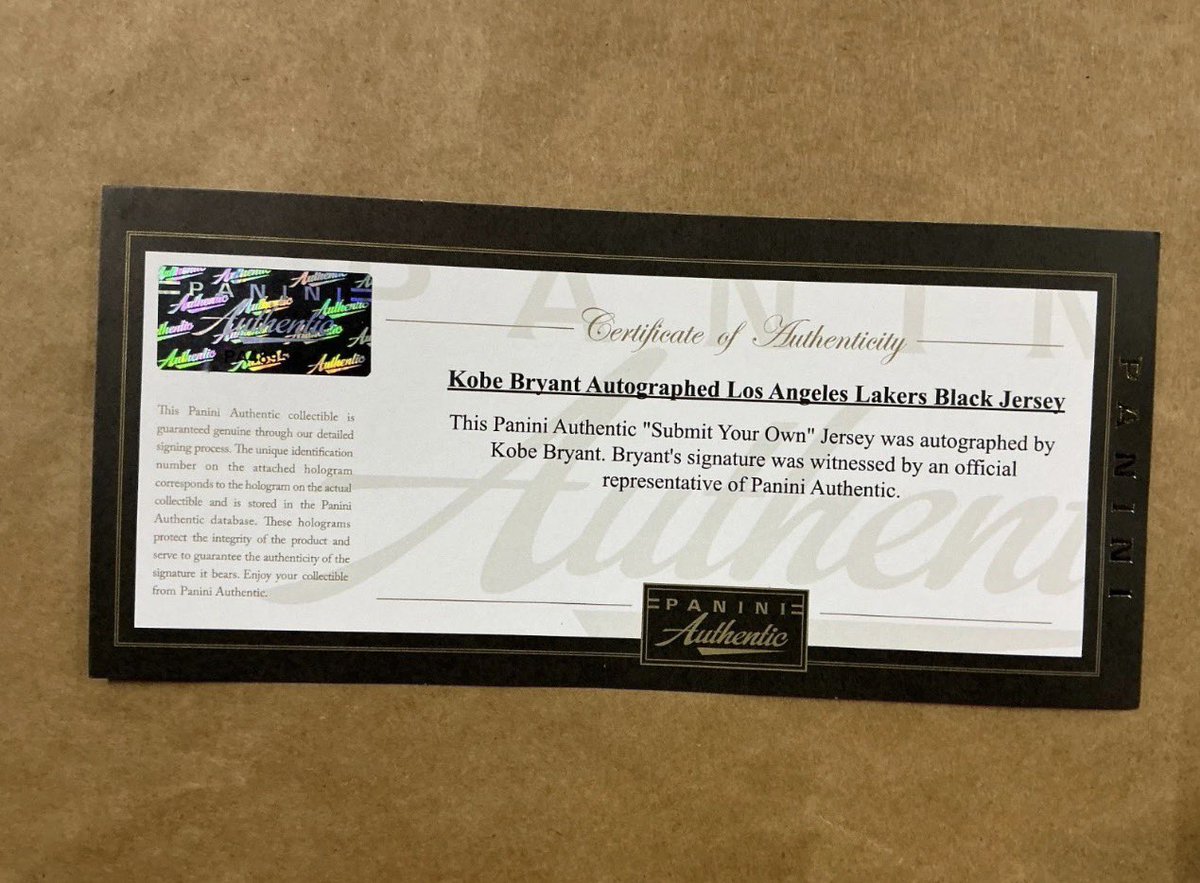 PANINI
Authentic
Certificate of Authenticity
Kobe Bryant Autographed Los Angeles Lakers Black Jersey
This Panini Authentic "Submit Your Own" Jersey was autographed by
Kobe Bryant. Bryant's signature was witnessed by an official
representative of Panini Authentic.
This Panini Authentic collectible is
guaranteed genuine through our detailed
signing process. The unique identification
number on the attached hologram
corresponds to the hologram on the actual
collectible and is stored in the Panini
Authentic database. These holograms
protect the integrity of the product and
serve to guarantee the authenticity of the
signature it bears. Enjoy your collectible
from Panini Authentic.
PANINI
Authentic
PANINI